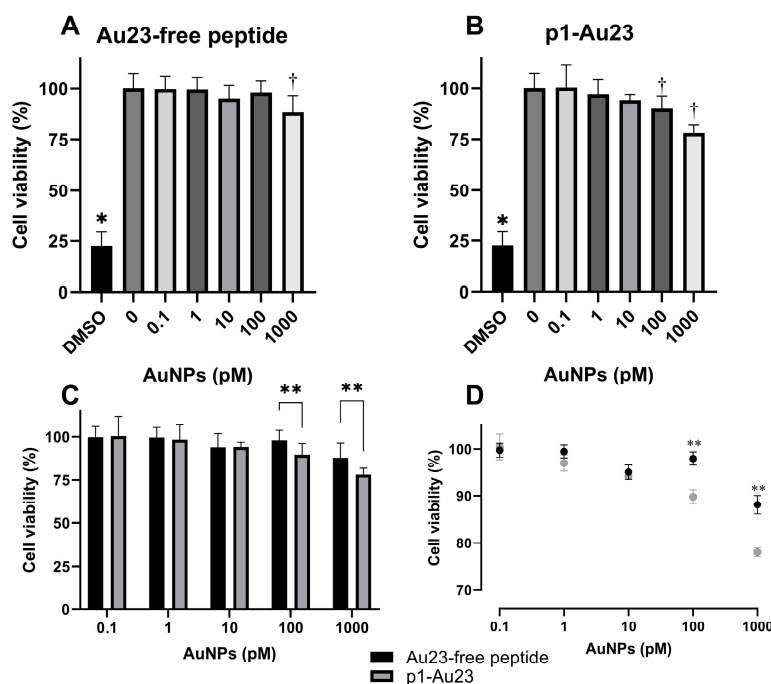 A
Au23-free peptide
Cell viability (%)
100
75
50
25
0
*
†
DMSO
0
0.1
1
10
100
1000
AuNPs (pM)
B
p1-Au23
Cell viability (%)
100
75
50
25
0
*
†
†
DMSO
0
0.1
1
10
100
1000
AuNPs (pM)
C
Cell viability (%)
100
75
50
25
0
**
**
0.1
1
10
100
1000
AuNPs (pM)
D
Cell viability (%)
100
90
80
70
**
**
0.1
1
10
100
1000
AuNPs (pM)
Au23-free peptide
p1-Au23